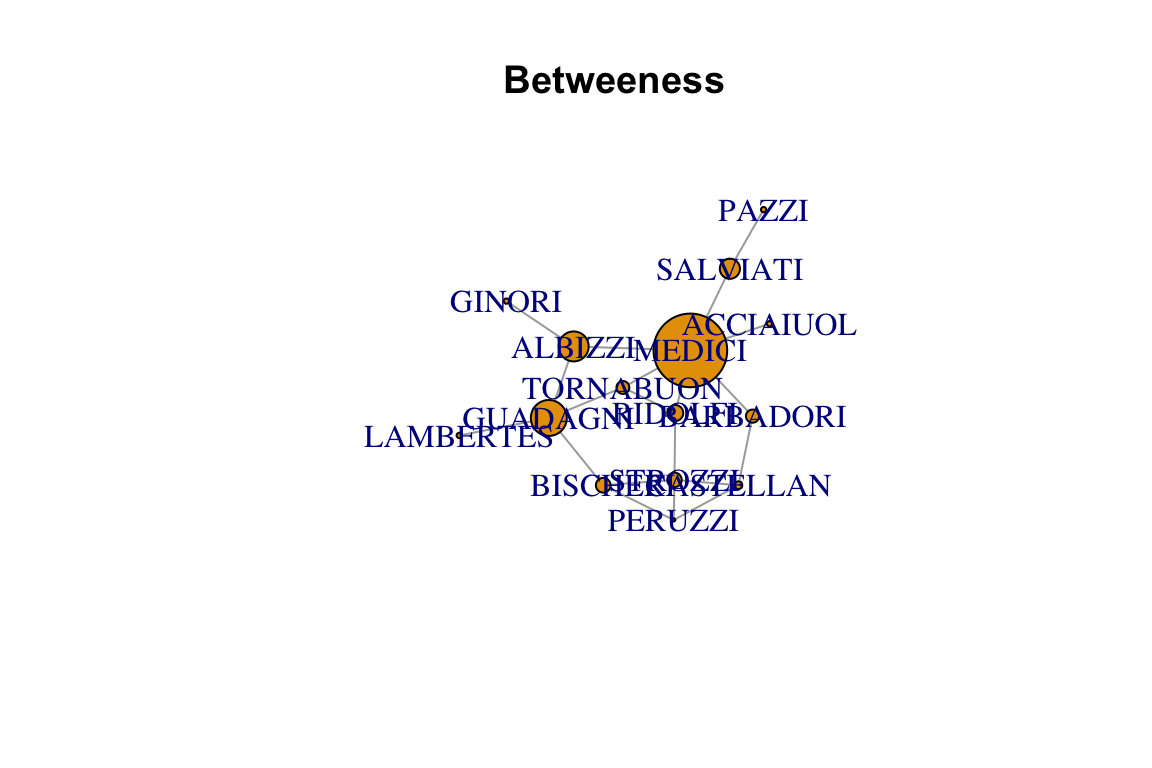 Betweeness
PAZZI
SALVIATI
GINORI
ACCIAIUOL
ALBIZZI
MEDICI
TORNABUON
RIDOLFI
BARBADORI
GUADAGNI
LAMBERTES
STROZZI
BISCHERI
CASTELLAN
PERUZZI